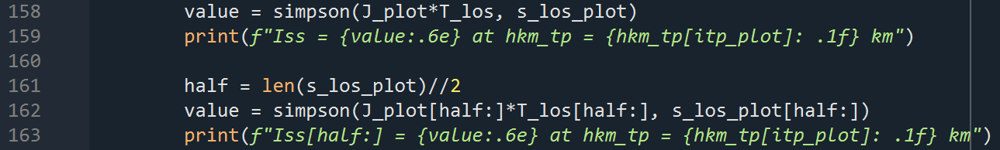 158 value = simpson(J_plot*T_los, s_los_plot)
159 print(f"Iss = {value:.6e} at hkm_tp = {hkm_tp[itp_plot]: .1f} km")
160
161 half = len(s_los_plot)//2
162 value = simpson(J_plot[half:]*T_los[half:], s_los_plot[half:])
163 print(f"Iss[half:] = {value:.6e} at hkm_tp = {hkm_tp[itp_plot]: .1f} km")